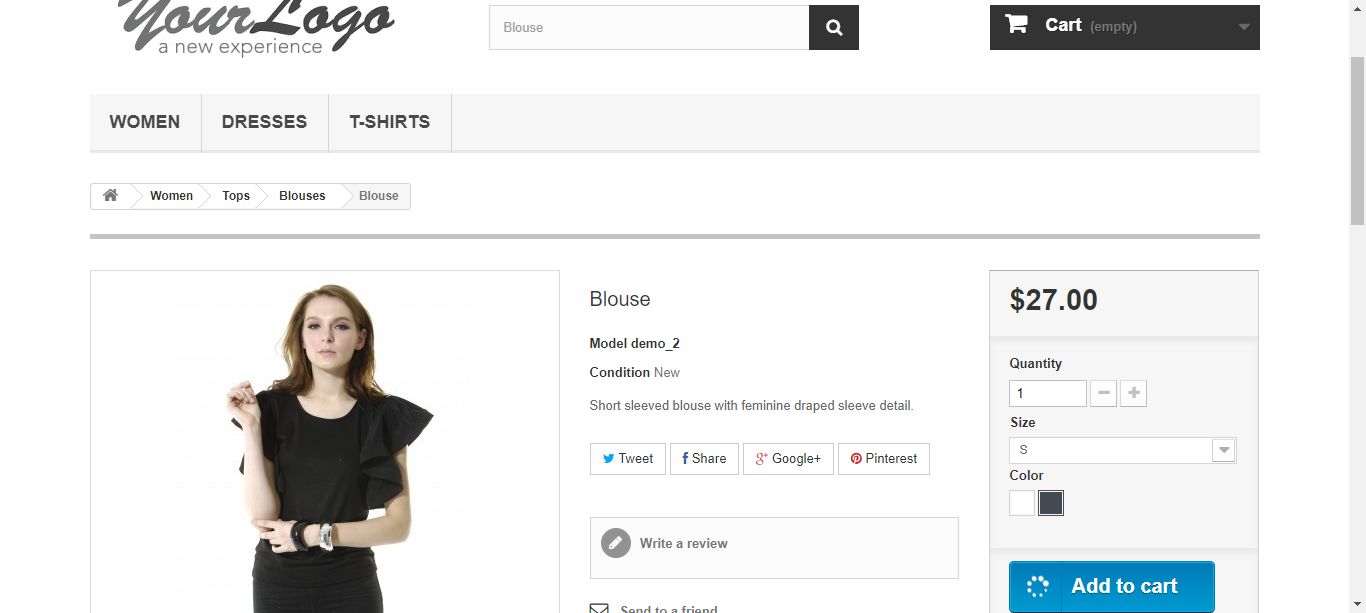 YourLogo
a new experience
Blouse
Cart (empty)
WOMEN DRESSES T-SHIRTS
Women Tops Blouses Blouse
Blouse
Model demo_2
Condition New
Short sleeved blouse with feminine draped sleeve detail.
Tweet Share Google+ Pinterest
Write a review
Send to a friend
$27.00
Quantity
1
Size
S
Color
Add to cart